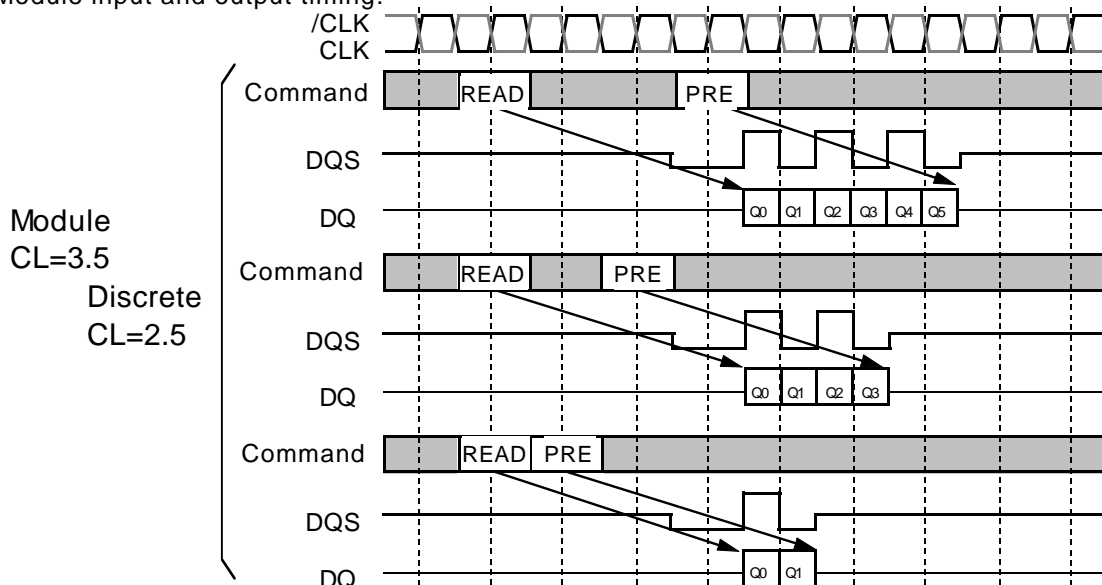 Module input and output timing.
/CLK
CLK
Command READ PRE
DQS
DQ Q0 Q1 Q2 Q3 Q4 Q5
Module
CL=3.5
Discrete
CL=2.5
Command READ PRE
DQS
DQ Q0 Q1 Q2 Q3
Command READ PRE
DQS
DQ Q0 Q1